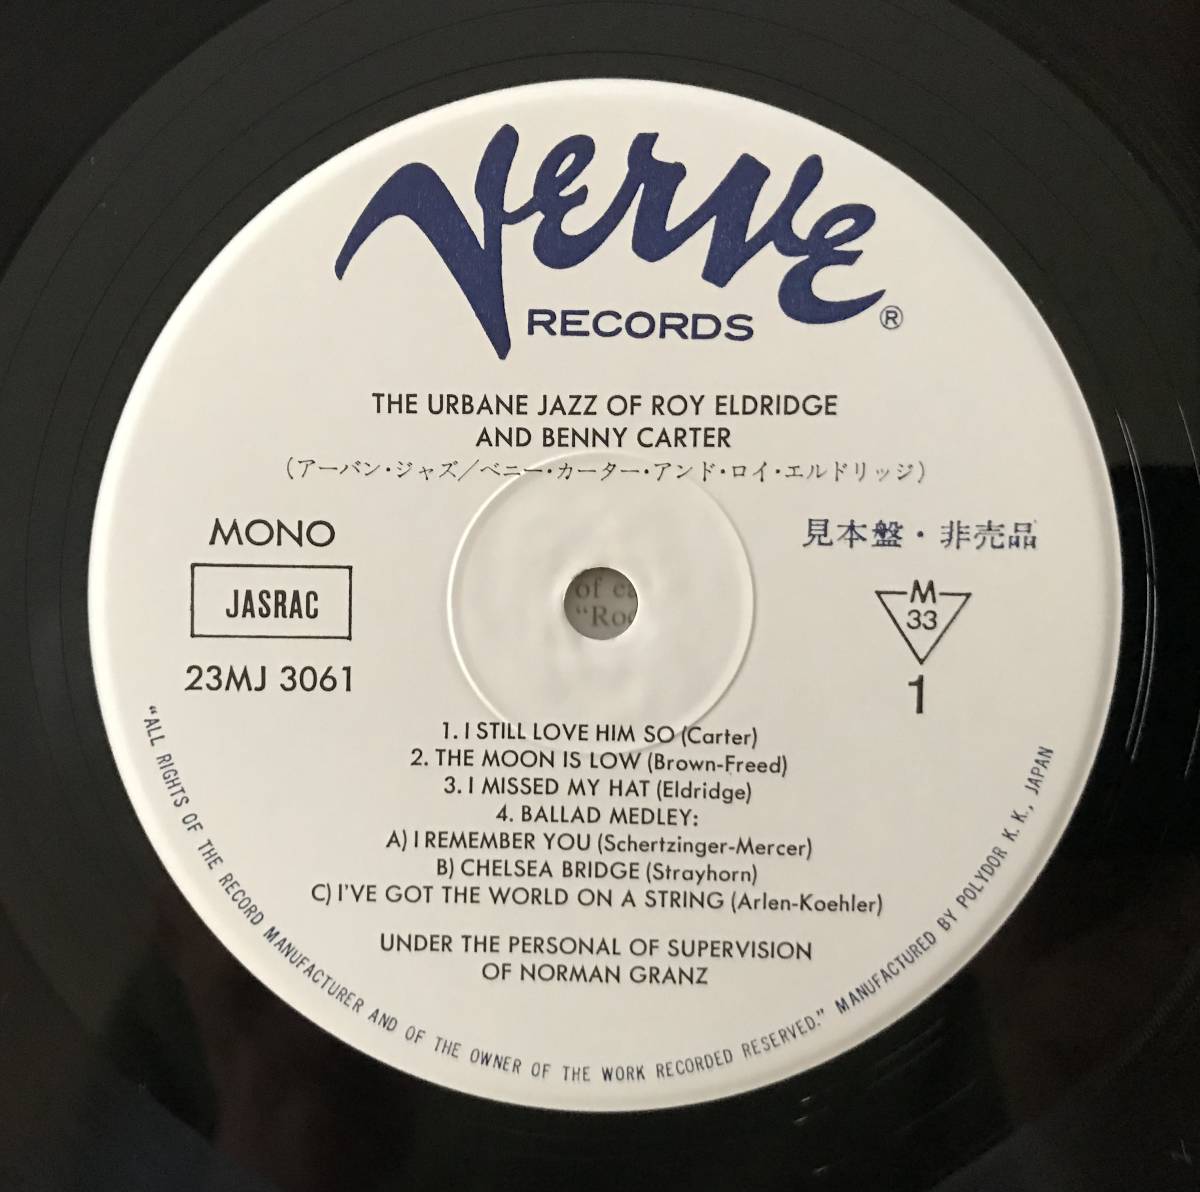 Verve
RECORDS ®
THE URBANE JAZZ OF ROY ELDRIDGE
AND BENNY CARTER
(アーバン・ジャズ/ベニー・カーター・アンド・ロイ・エルドリッジ)
MONO
見本盤・非売品
JASRAC
M
33
23MJ 3061
1
of
“Roo
1. I STILL LOVE HIM SO (Carter)
2. THE MOON IS LOW (Brown-Freed)
3. I MISSED MY HAT (Eldridge)
4. BALLAD MEDLEY:
A) I REMEMBER YOU (Schertzinger-Mercer)
B) CHELSEA BRIDGE (Strayhorn)
C) I'VE GOT THE WORLD ON A STRING (Arlen-Koehler)
UNDER THE PERSONAL OF SUPERVISION
OF NORMAN GRANZ
“ALL RIGHTS OF THE RECORD MANUFACTURER AND OF THE OWNER OF THE WORK RECORDED RESERVED.” MANUFACTURED BY POLYDOR K. K., JAPAN